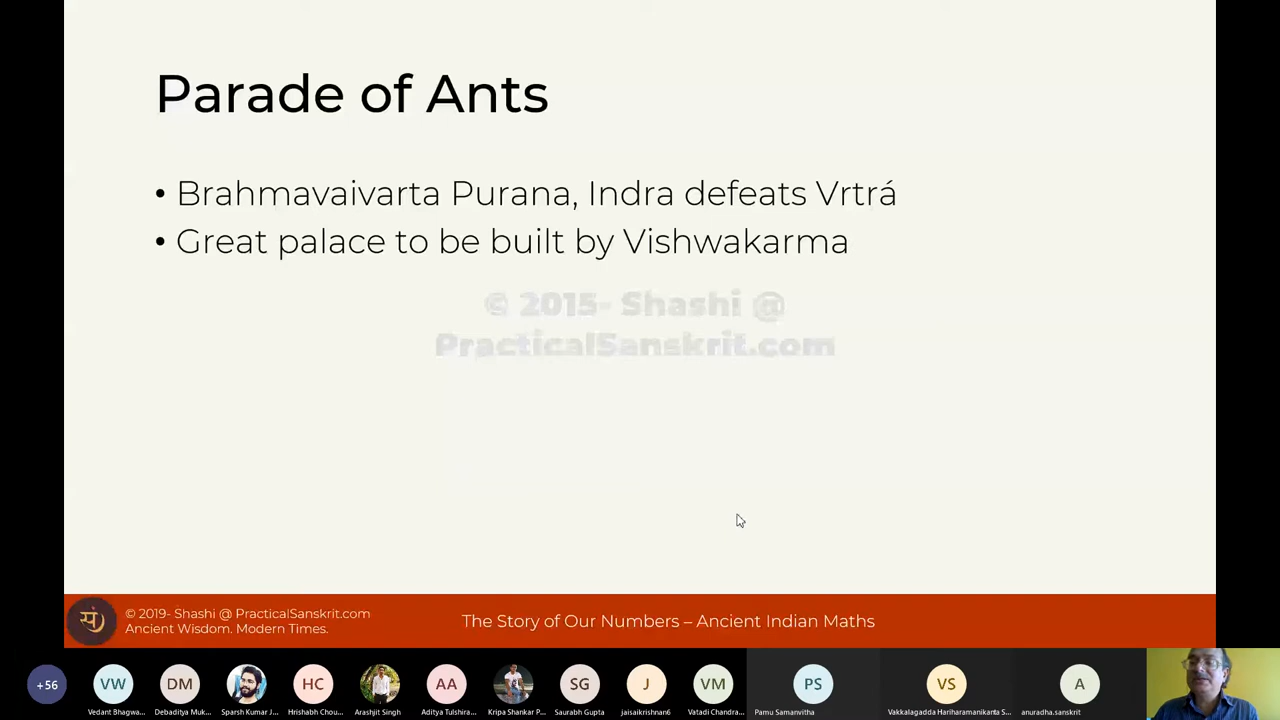 Parade of Ants
• Brahmavaivarta Purana, Indra defeats Vrtrá
• Great palace to be built by Vishwakarma
© 2015- Shashi @
PracticalSanskrit.com
सं
© 2019- Shashi @ PracticalSanskrit.com
Ancient Wisdom. Modern Times.
The Story of Our Numbers – Ancient Indian Maths
+56
VW
DM
HC
AA
SG
J
VM
PS
VS
A
Vedant Bhagwa...
Debaditya Muk...
Sparsh Kumar J...
Hrishabh Chou...
Arashjit Singh
Aditya Tulshira...
Kripa Shankar P...
Saurabh Gupta
jaisaikrishnan6
Vatadi Chandra...
Pamu Samanvitha
Vakkalagadda Hariharamanikanta S...
anuradha.sanskrit